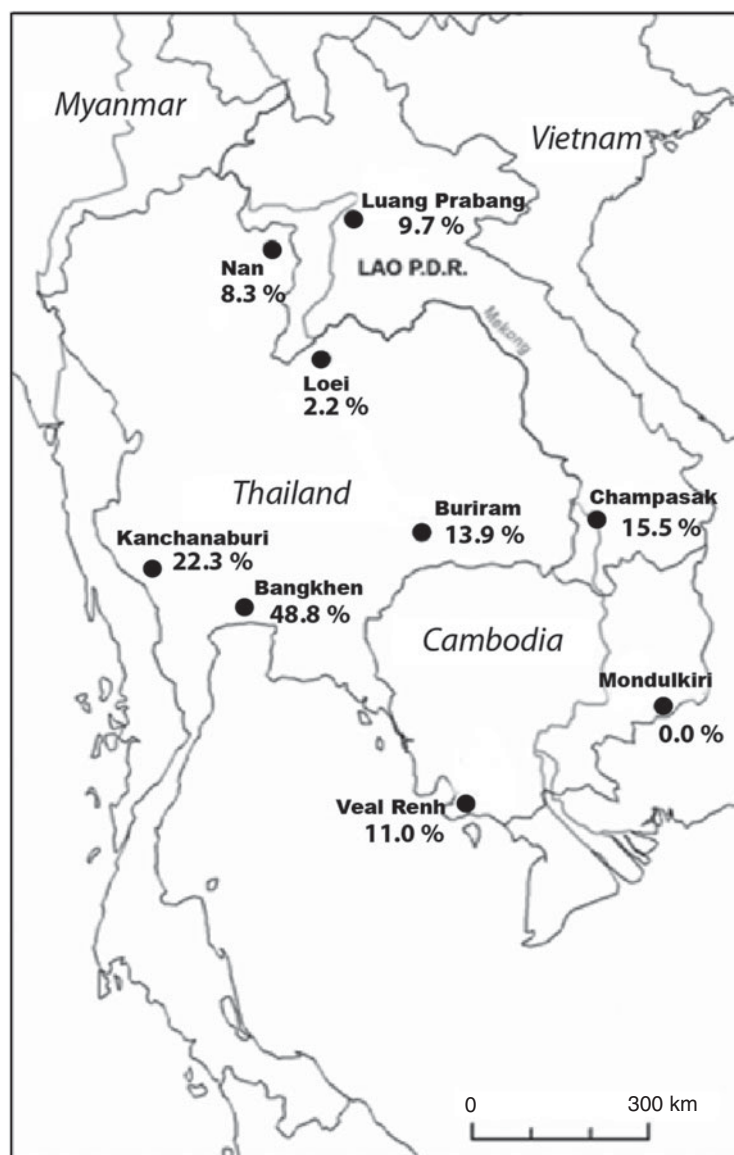 Myanmar
Vietnam
Luang Prabang
9.7 %
Nan
8.3 %
LAO P.D.R.
Mekong
Loei
2.2 %
Thailand
Buriram
13.9 %
Champasak
15.5 %
Kanchanaburi
22.3 %
Bangkhen
48.8 %
Cambodia
Mondulkiri
0.0 %
Veal Renh
11.0 %
0 300 km